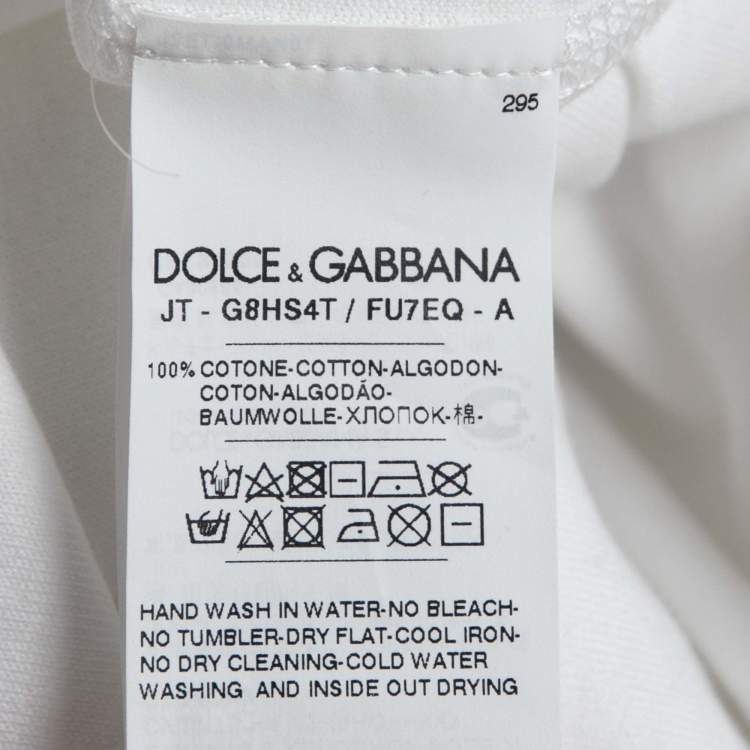 295
DOLCE & GABBANA
JT - G8HS4T / FU7EQ - A
100% COTONE-COTTON-ALGODON-
COTON-ALGODÃO-
BAUMWOLLE-ХЛОПОК-棉-
HAND WASH IN WATER-NO BLEACH-
NO TUMBLER-DRY FLAT-COOL IRON-
NO DRY CLEANING-COLD WATER
WASHING AND INSIDE OUT DRYING